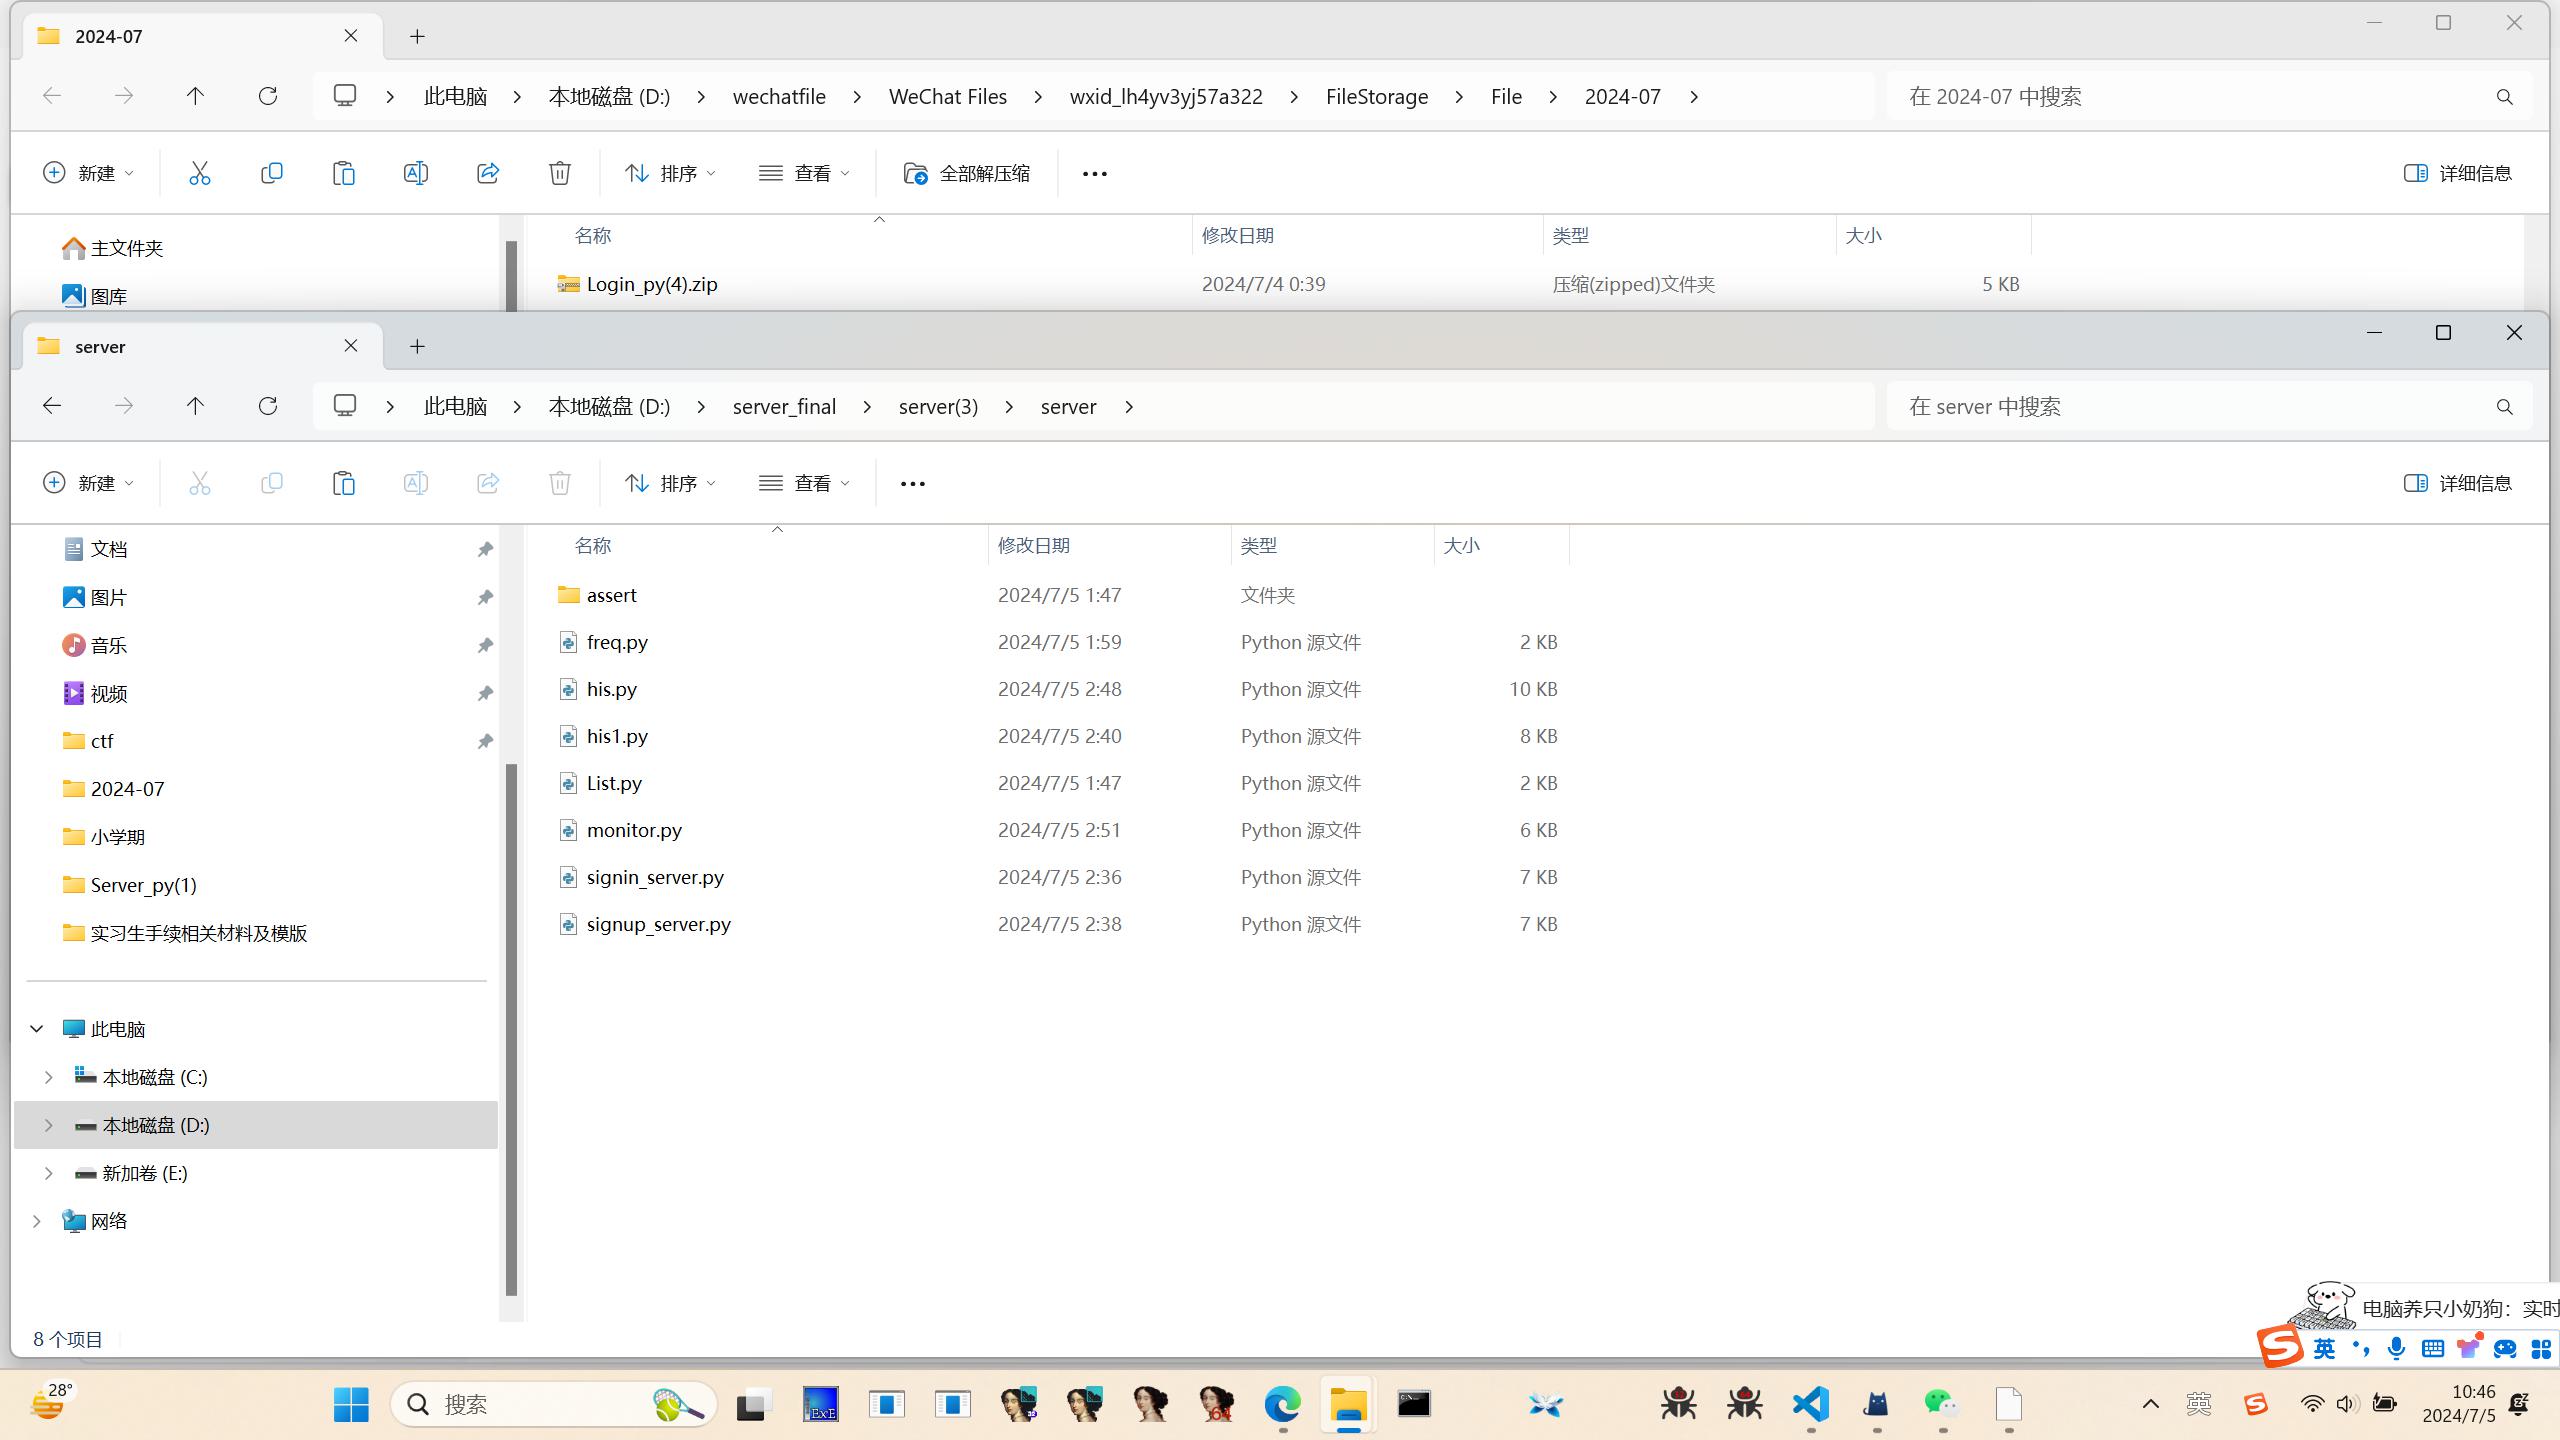 2024-07
此电脑 本地磁盘 (D:) wechatfile WeChat Files wxid_lh4yv3yj57a322 FileStorage File 2024-07
在 2024-07 中搜索
新建 排序 查看 全部解压缩 详细信息
主文件夹
图库
名称 修改日期 类型 大小
Login_py(4).zip 2024/7/4 0:39 压缩(zipped)文件夹 5 KB
server
此电脑 本地磁盘 (D:) server_final server(3) server
在 server 中搜索
新建 排序 查看 详细信息
文档
图片
音乐
视频
ctf
2024-07
小学期
Server_py(1)
实习生手续相关材料及模版
此电脑
本地磁盘 (C:)
本地磁盘 (D:)
新加卷 (E:)
网络
名称 修改日期 类型 大小
assert 2024/7/5 1:47 文件夹
freq.py 2024/7/5 1:59 Python 源文件 2 KB
his.py 2024/7/5 2:48 Python 源文件 10 KB
his1.py 2024/7/5 2:40 Python 源文件 8 KB
List.py 2024/7/5 1:47 Python 源文件 2 KB
monitor.py 2024/7/5 2:51 Python 源文件 6 KB
signin_server.py 2024/7/5 2:36 Python 源文件 7 KB
signup_server.py 2024/7/5 2:38 Python 源文件 7 KB
8 个项目
电脑养只小奶狗：实时
英
28°
搜索
ExE
32
64
英
10:46
2024/7/5